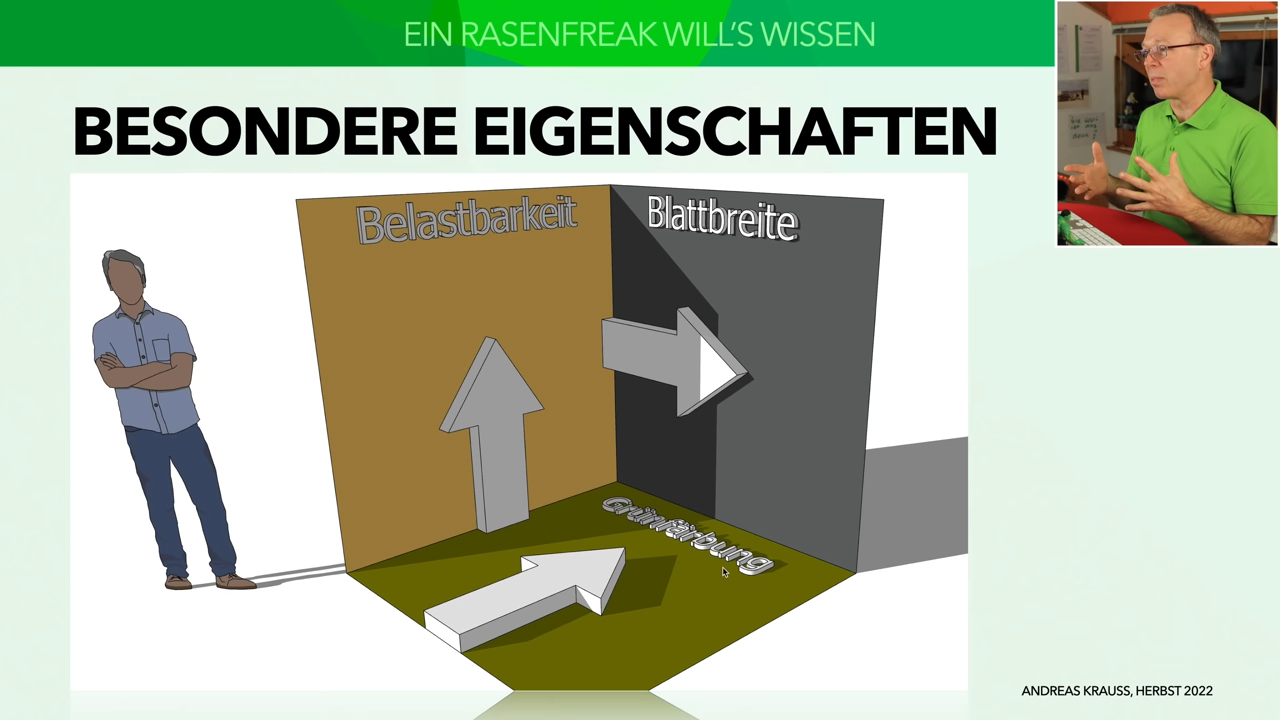 EIN RASENFREAK WILL'S WISSEN
BESONDERE EIGENSCHAFTEN
Belastbarkeit
Blattbreite
Grünfärbung
ANDREAS KRAUSS, HERBST 2022